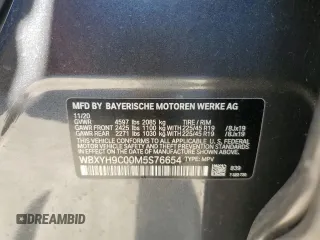 MFD BY BAYERISCHE MOTOREN WERKE AG
11/20
GVWR 4597 lbs 2085 kg TIRE / RIM
GAWR FRONT 2425 lbs 1100 kg 225/45 R19 /8Jx19
GAWR REAR 2271 lbs 1030 kg 225/45 R19 /8Jx19
THIS VEHICLE CONFORMS TO ALL APPLICABLE U.S. FEDERAL
MOTOR VEHICLE SAFETY, BUMPER, AND THEFT PREVENTION
STANDARDS IN EFFECT ON THE DATE OF MANUFACTURE
SHOWN ABOVE.
WBXYH9C00M5S76654 TYPE: MPV
839
DREAMBID
AUTOASTAT